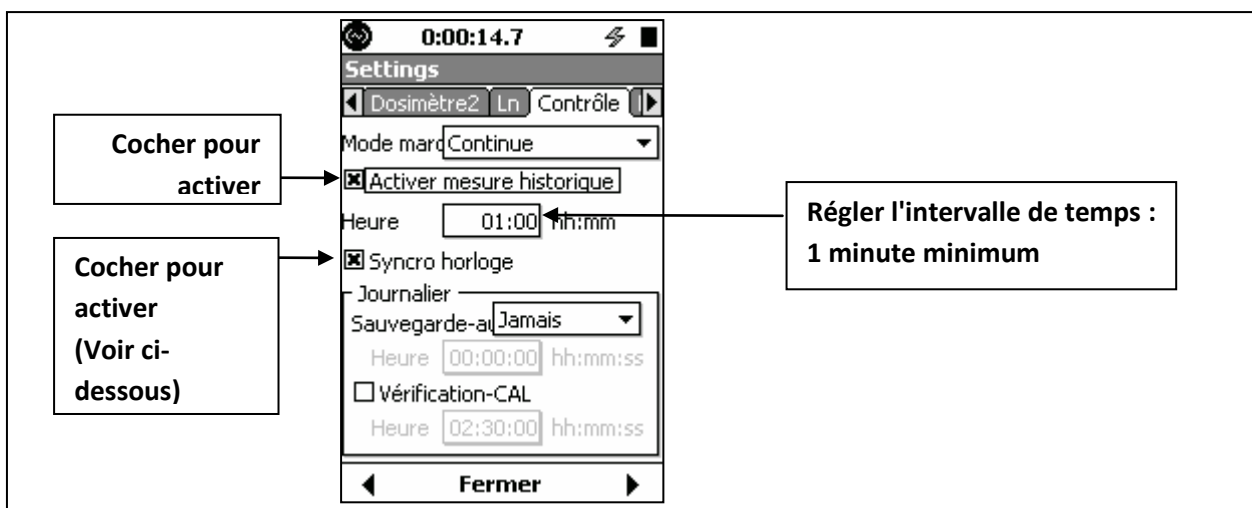 0:00:14.7
Settings
Dosimètre2 Ln Contrôle
Mode marc Continue
Activer mesure historique
Heure 01:00 hh:mm
Syncro horloge
Journalier
Sauvegarde-au Jamais
Heure 00:00:00 hh:mm:ss
Vérification-CAL
Heure 02:30:00 hh:mm:ss
Fermer
Cocher pour
activer
Cocher pour
activer
(Voir ci-
dessous)
Régler l'intervalle de temps :
1 minute minimum